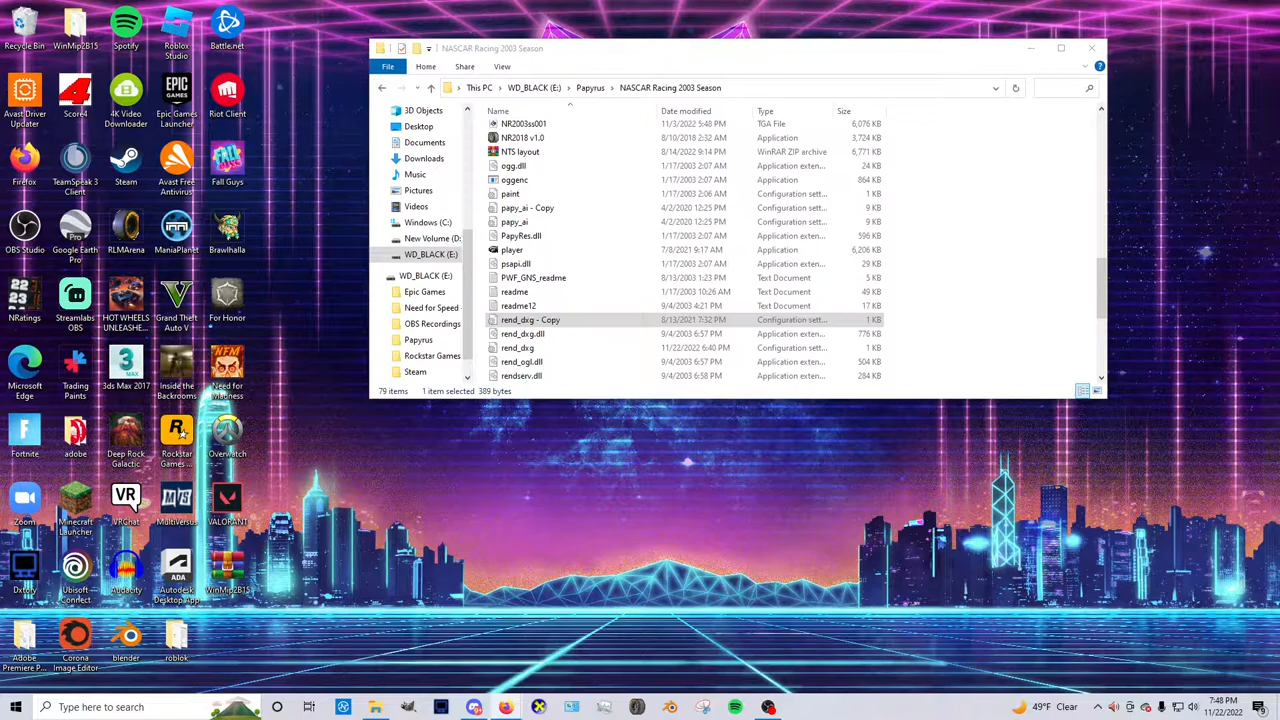 Recycle Bin
WinMip2B15
Spotify
Roblox
Studio
Battle.net
Avast Driver
Updater
Score4
4K Video
Downloader...
Epic Games
Launcher
Riot Client
Firefox
TeamSpeak 3
Client
Steam
Avast Free
Antivirus
Fall Guys
OBS Studio
Google Earth
Pro
RLMArena
ManiaPlanet
Brawlhalla
NRatings
Streamlabs
OBS
HOT WHEELS
UNLEASHE...
Grand Theft
Auto V
For Honor
Microsoft
Edge
Trading
Paints
3ds Max 2017
Inside the
Backrooms
Need for
Madness
Fortnite
adobe
Deep Rock
Galactic
Rockstar
Games ...
Overwatch
Zoom
Minecraft
Launcher
VRChat
MultiVersus
VALORANT
Dxtory
Ubisoft
Connect
Audacity
Autodesk
Desktop App
WinMip2B15
Adobe
Premiere P...
Corona
Image Editor
blender
roblok
NASCAR Racing 2003 Season
File Home Share View
This PC > WD_BLACK (E:) > Papyrus > NASCAR Racing 2003 Season
3D Objects
Desktop
Documents
Downloads
Music
Pictures
Videos
Windows (C:)
New Volume (D:
WD_BLACK (E:)
WD_BLACK (E:)
Epic Games
Need for Speed
OBS Recordings
Papyrus
Rockstar Games
Steam
Name Date modified Type Size
NR2003ss001 11/3/2022 5:48 PM TGA File 6,076 KB
NR2018 v1.0 8/10/2018 2:32 AM Application 3,724 KB
NTS layout 8/14/2022 9:14 PM WinRAR ZIP archive 6,771 KB
ogg.dll 1/17/2003 2:07 AM Application exten... 24 KB
oggenc 1/17/2003 2:07 AM Application 864 KB
paint 1/17/2003 2:06 AM Configuration sett... 1 KB
papy_ai - Copy 4/2/2020 12:25 PM Configuration sett... 9 KB
papy_ai 4/2/2020 12:25 PM Configuration sett... 9 KB
PapyRes.dll 1/17/2003 2:07 AM Application exten... 596 KB
player 7/8/2021 9:17 AM Application 6,206 KB
psapi.dll 1/17/2003 2:07 AM Application exten... 29 KB
PWF_GNS_readme 8/13/2003 1:23 PM Text Document 5 KB
readme 1/17/2003 10:26 AM Text Document 49 KB
readme12 9/4/2003 4:21 PM Text Document 17 KB
rend_dxg - Copy 8/13/2021 7:32 PM Configuration sett... 1 KB
rend_dxg.dll 9/4/2003 6:57 PM Application exten... 776 KB
rend_dxg 11/22/2022 6:40 PM Configuration sett... 1 KB
rend_ogl.dll 9/4/2003 6:57 PM Application exten... 504 KB
rendserv.dll 9/4/2003 6:58 PM Application exten... 284 KB
79 items 1 item selected 389 bytes
Type here to search
49°F Clear
7:48 PM
11/22/2022